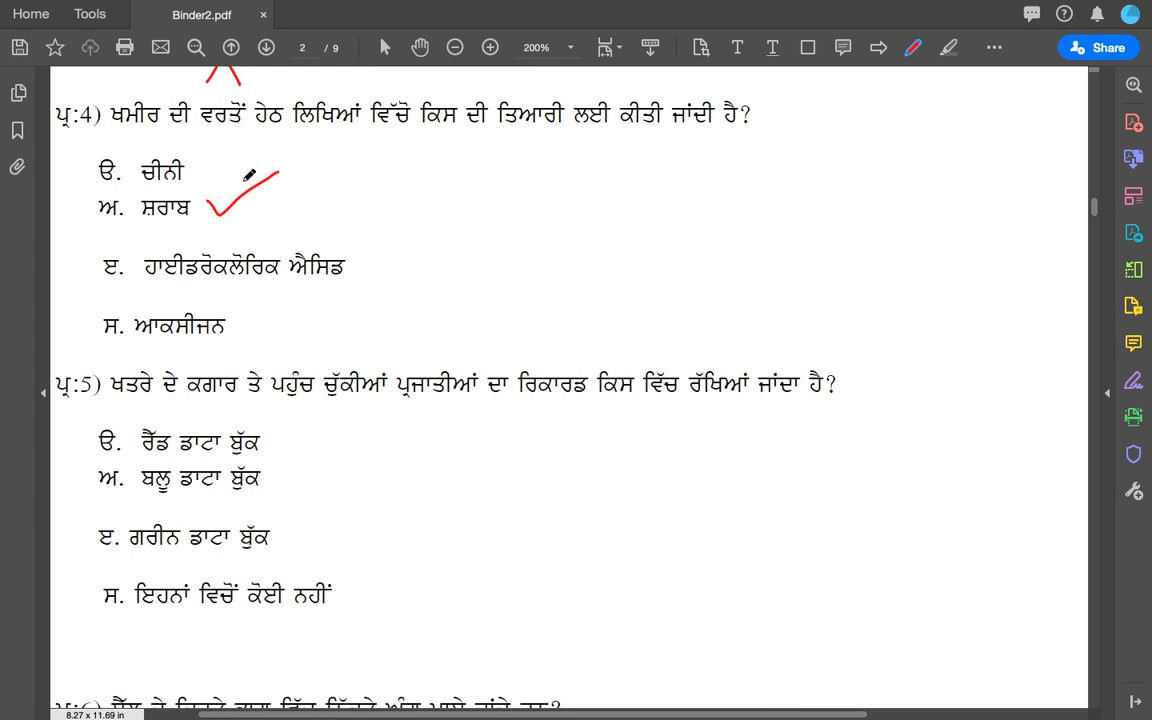 Home
Tools
Binder2.pdf
×
2 / 9
200%
Share
ਪ੍ਰ:4) ਖਮੀਰ ਦੀ ਵਰਤੋਂ ਹੇਠ ਲਿਖਿਆਂ ਵਿੱਚੋ ਕਿਸ ਦੀ ਤਿਆਰੀ ਲਈ ਕੀਤੀ ਜਾਂਦੀ ਹੈ?
ੳ. ਚੀਨੀ
ਅ. ਸ਼ਰਾਬ
ੲ. ਹਾਈਡਰੋਕਲੋਰਿਕ ਐਸਿਡ
ਸ. ਆਕਸੀਜਨ
ਪ੍ਰ:5) ਖਤਰੇ ਦੇ ਕਗਾਰ ਤੇ ਪਹੁੰਚ ਚੁੱਕੀਆਂ ਪ੍ਰਜਾਤੀਆਂ ਦਾ ਰਿਕਾਰਡ ਕਿਸ ਵਿੱਚ ਰੱਖਿਆਂ ਜਾਂਦਾ ਹੈ?
ੳ. ਰੈੱਡ ਡਾਟਾ ਬੁੱਕ
ਅ. ਬਲੂ ਡਾਟਾ ਬੁੱਕ
ੲ. ਗਰੀਨ ਡਾਟਾ ਬੁੱਕ
ਸ. ਇਹਨਾਂ ਵਿਚੋਂ ਕੋਈ ਨਹੀਂ
8.27 x 11.69 in